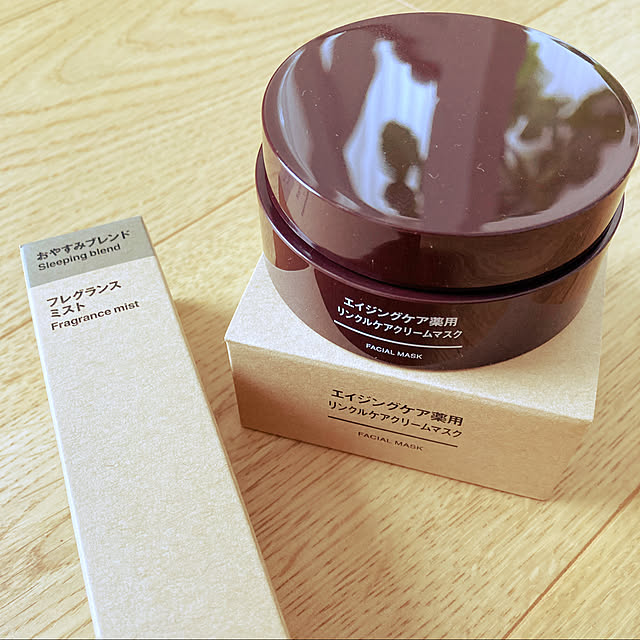 おやすみブレンド
Sleeping blend
フレグランス
ミスト
Fragrance mist
エイジングケア薬用
リンクルケアクリームマスク
FACIAL MASK
エイジングケア薬用
リンクルケアクリームマスク
FACIAL MASK